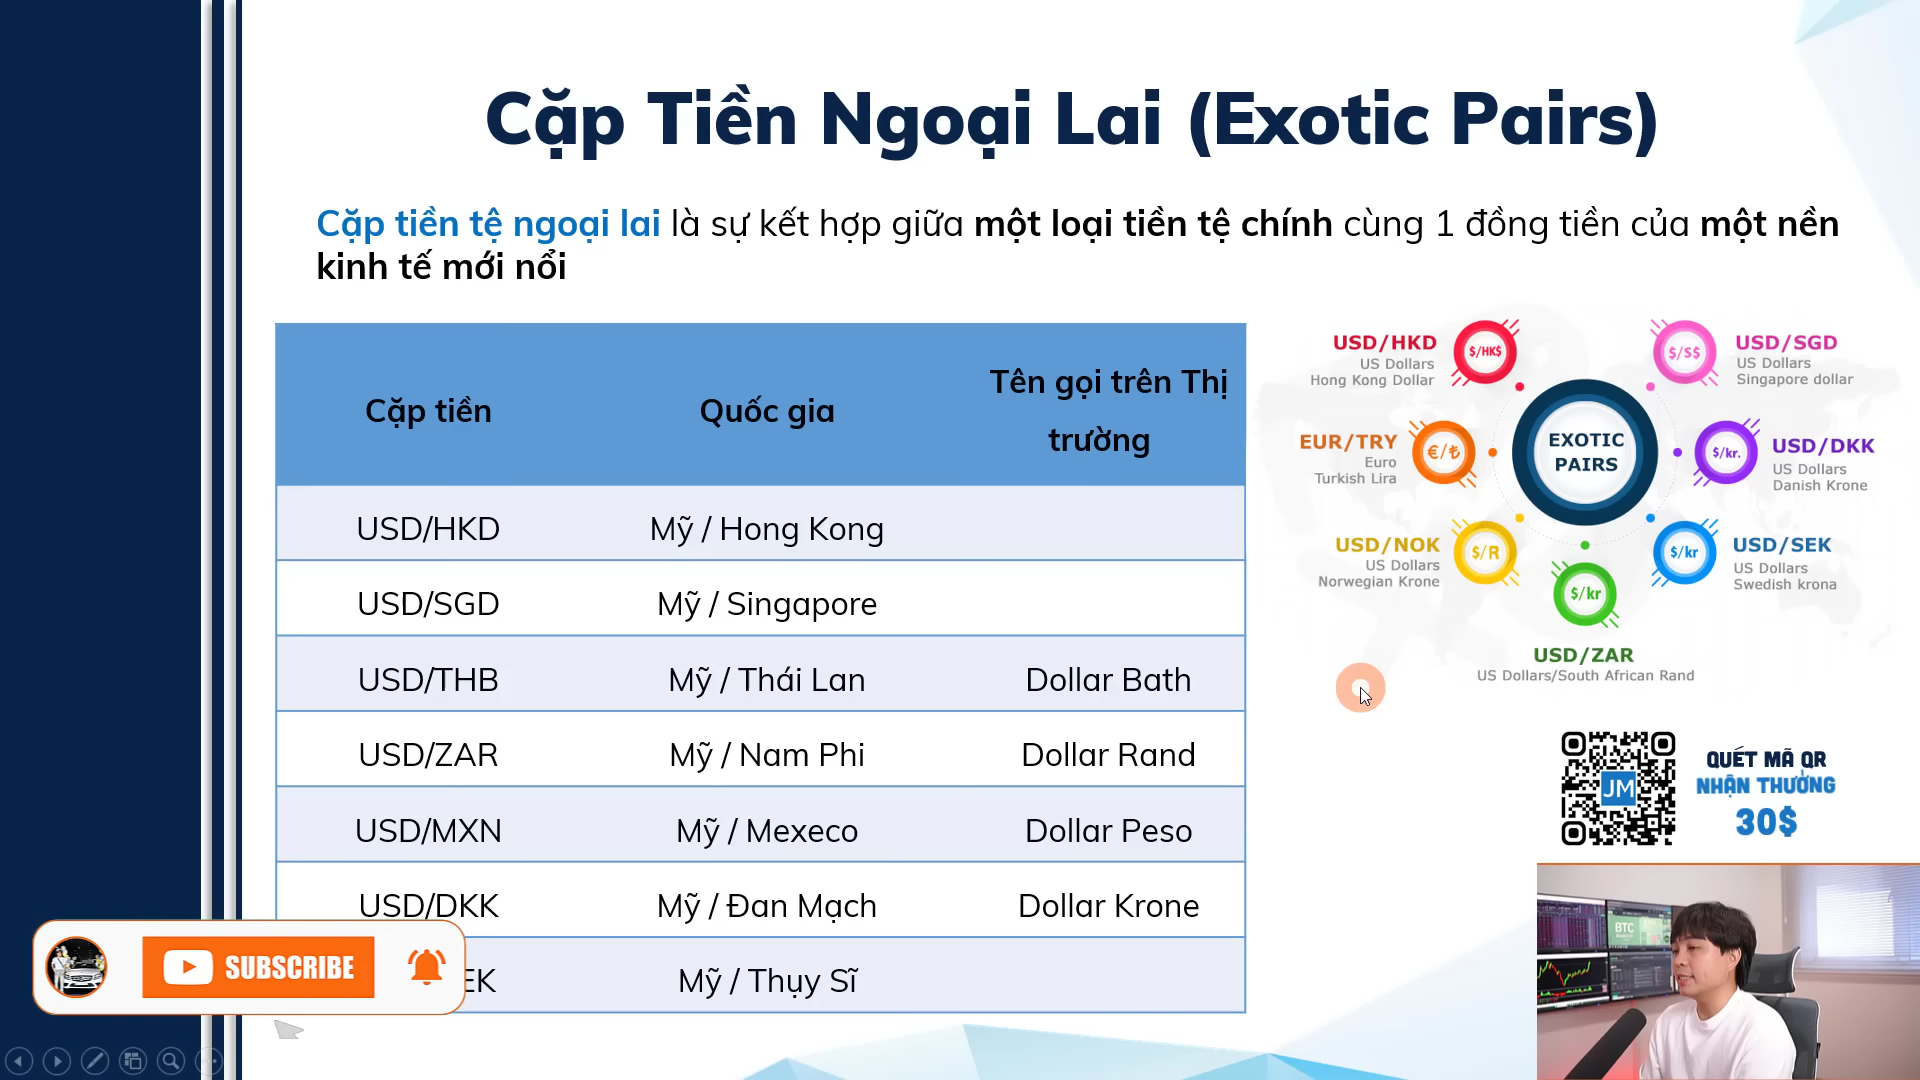 Cặp Tiền Ngoại Lai (Exotic Pairs)
Cặp tiền tệ ngoại lai là sự kết hợp giữa một loại tiền tệ chính cùng 1 đồng tiền của một nền
kinh tế mới nổi
Cặp tiền Quốc gia Tên gọi trên Thị
trường
USD/HKD Mỹ / Hong Kong
USD/SGD Mỹ / Singapore
USD/THB Mỹ / Thái Lan Dollar Bath
USD/ZAR Mỹ / Nam Phi Dollar Rand
USD/MXN Mỹ / Mexeco Dollar Peso
USD/DKK Mỹ / Đan Mạch Dollar Krone
EK Mỹ / Thụy Sĩ
SUBSCRIBE
USD/HKD
US Dollars
Hong Kong Dollar
$/HK$
$/S$
USD/SGD
US Dollars
Singapore dollar
EUR/TRY
Euro
Turkish Lira
€/₺
EXOTIC
PAIRS
$/kr.
USD/DKK
US Dollars
Danish Krone
USD/NOK
US Dollars
Norwegian Krone
$/R
$/kr
USD/SEK
US Dollars
Swedish krona
$/kr
USD/ZAR
US Dollars/South African Rand
JM
QUÉT MÃ QR
NHẬN THƯỞNG
30$
BTC